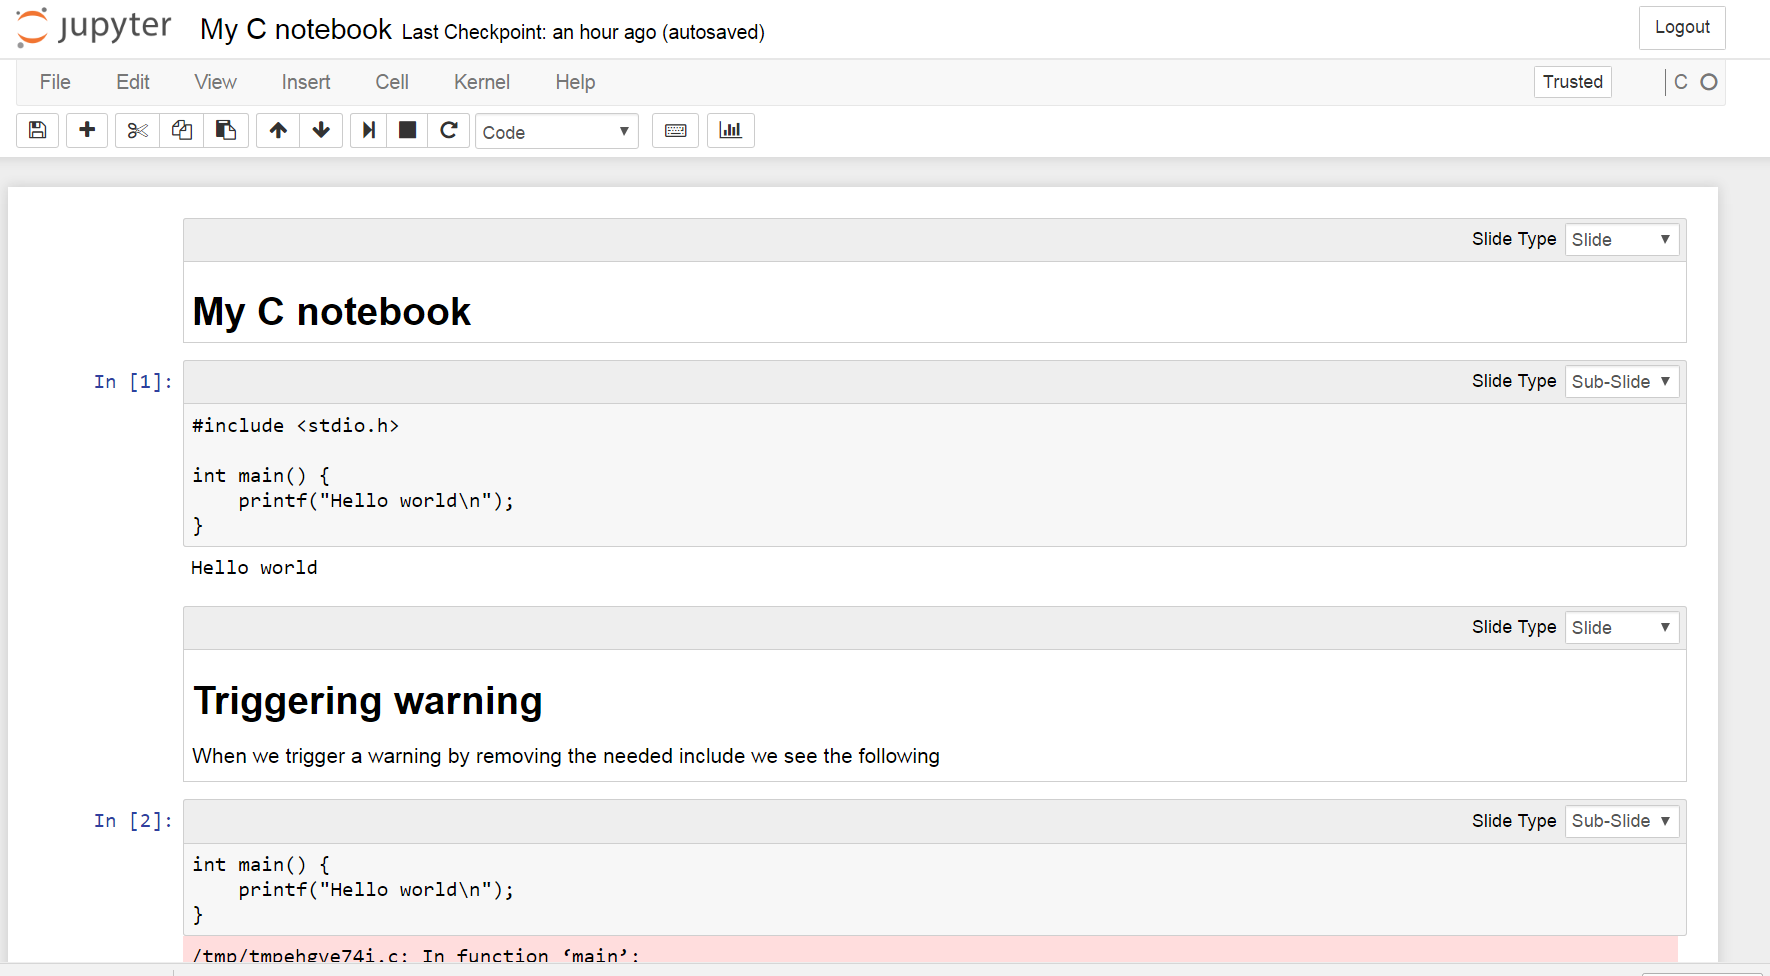 jupyter My C notebook Last Checkpoint: an hour ago (autosaved) Logout
File Edit View Insert Cell Kernel Help Trusted C
Code
Slide Type Slide
My C notebook
In [1]: Slide Type Sub-Slide
#include <stdio.h>
int main() {
    printf("Hello world\n");
}
Hello world
Slide Type Slide
Triggering warning
When we trigger a warning by removing the needed include we see the following
In [2]: Slide Type Sub-Slide
int main() {
    printf("Hello world\n");
}
/tmp/tmpehgve74i.c: In function ‘main’: